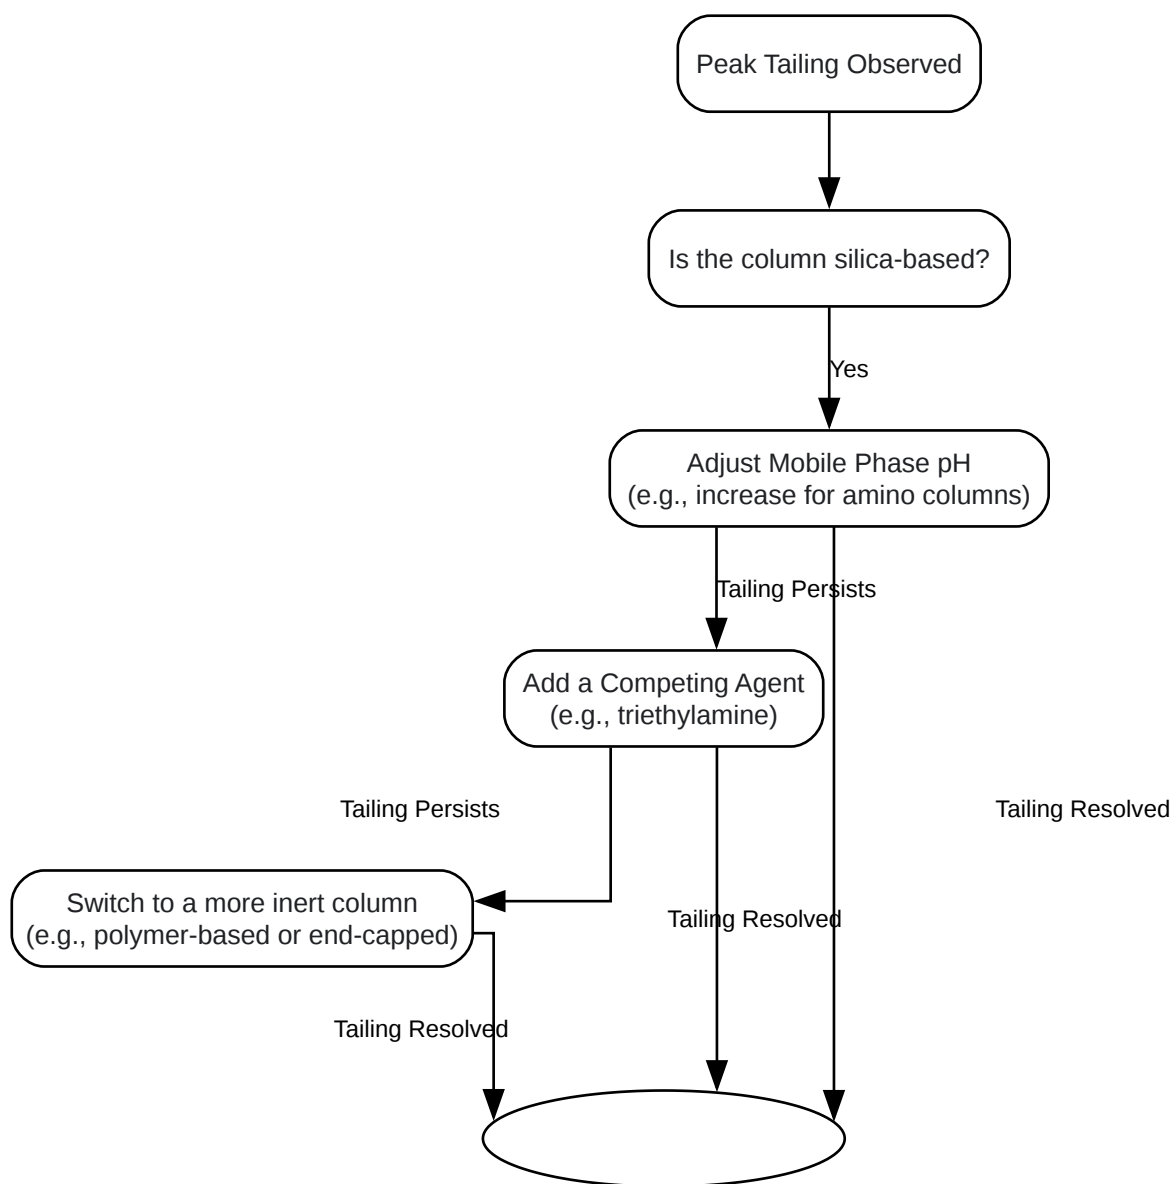 Peak Tailing Observed
Is the column silica-based?
Yes
Adjust Mobile Phase pH
(e.g., increase for amino columns)
Tailing Persists
Add a Competing Agent
(e.g., triethylamine)
Tailing Persists
Tailing Resolved
Switch to a more inert column
(e.g., polymer-based or end-capped)
Tailing Resolved
Tailing Resolved